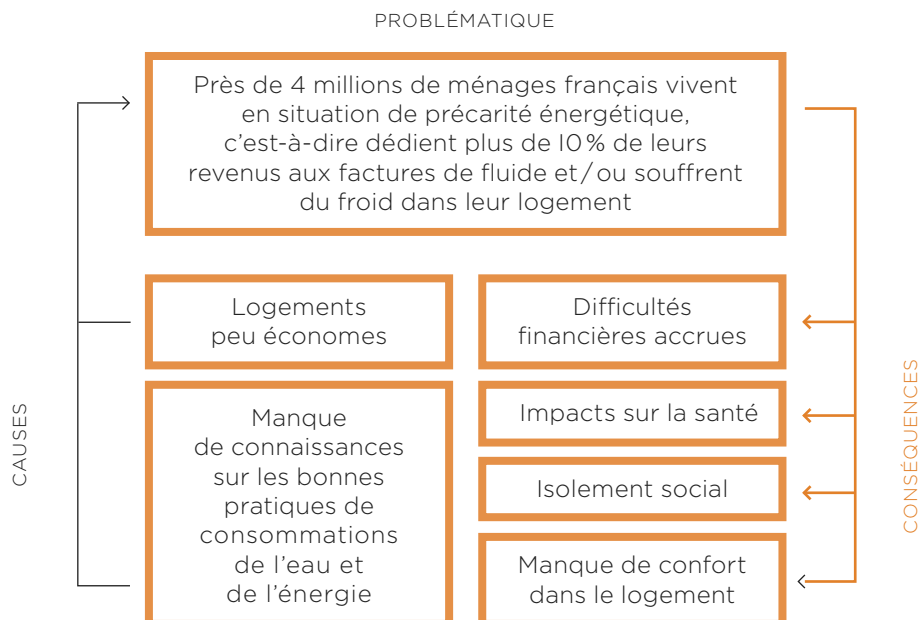 PROBLÉMATIQUE
Près de 4 millions de ménages français vivent
en situation de précarité énergétique,
c'est-à-dire dédient plus de 10 % de leurs
revenus aux factures de fluide et / ou souffrent
du froid dans leur logement
CAUSES
Logements
peu économes
Manque
de connaissances
sur les bonnes
pratiques de
consommations
de l'eau et
de l'énergie
Difficultés
financières accrues
Impacts sur la santé
Isolement social
Manque de confort
dans le logement
CONSÉQUENCES